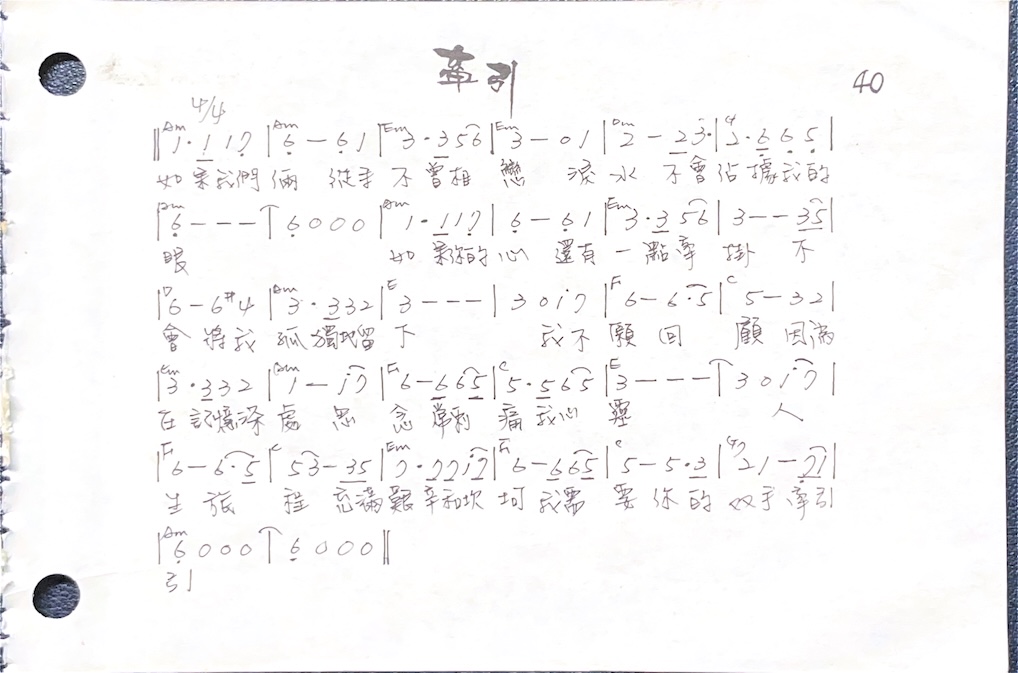 牽引
40
4/4
Am Am Em Em Dm G
‖1·1 1 7|6 – 6 1|3·3 5 6|3 – 0 1|2 – 2 3|2·6 6 5|
如果我們倆 從未不曾相戀 淚水不會佔據我的
Am Am Em
|6 – – –|6 0 0 0|1·1 1 7|6 – 6 1|3·3 5 6|3 – – 3 5|
眼 如果你的心 還有一點牽掛 不
D Am E F C
|6 – 6 #4|3·3 3 2|3 – – –|3 0 i 7|6 – 6·5|5 – 3 2|
會將我孤獨地留下 我不願回顧因為
Em Am F C E
|3·3 3 2|1 – i 7|6 – 6 6 5|5·5 6 5|3 – – –|3 0 i 7|
在記憶深處 思念常刺痛我心靈 人
F C Em F C G7
|6 – 6·5|5 3 – 3 5|7·7 7 i 7|6 – 6 6 5|5 – 5·3|2 1 – 7 1|
生旅程 充滿艱辛和坎坷我需要你的双手牽引
Am
|6 0 0 0|6 0 0 0‖
引